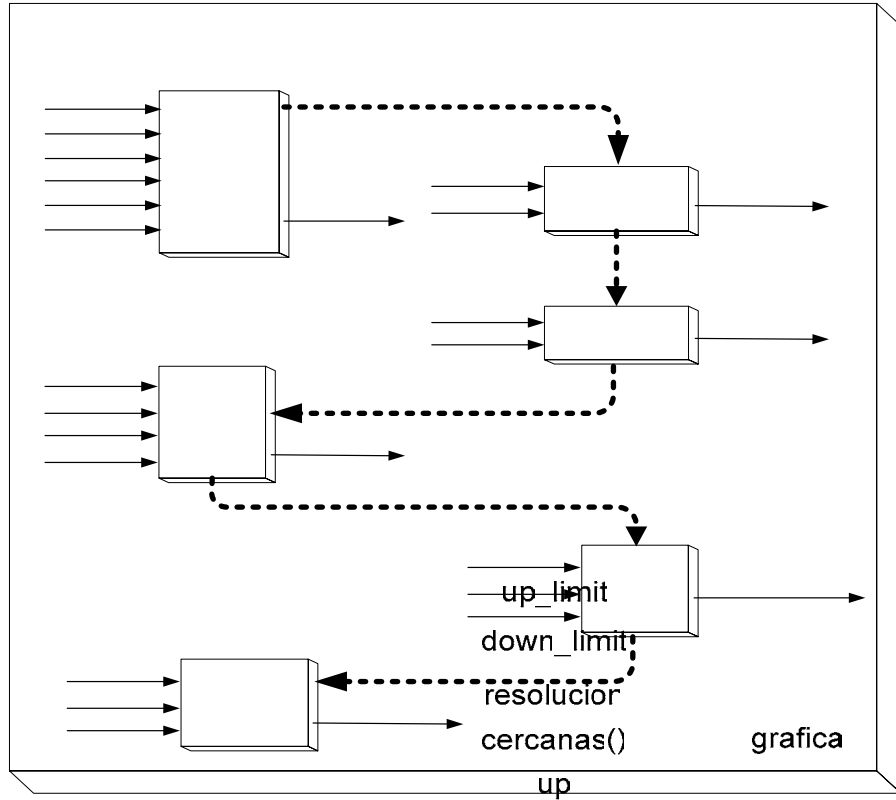 up_limit
down_limit
resolucion
cercanas()
grafica
up